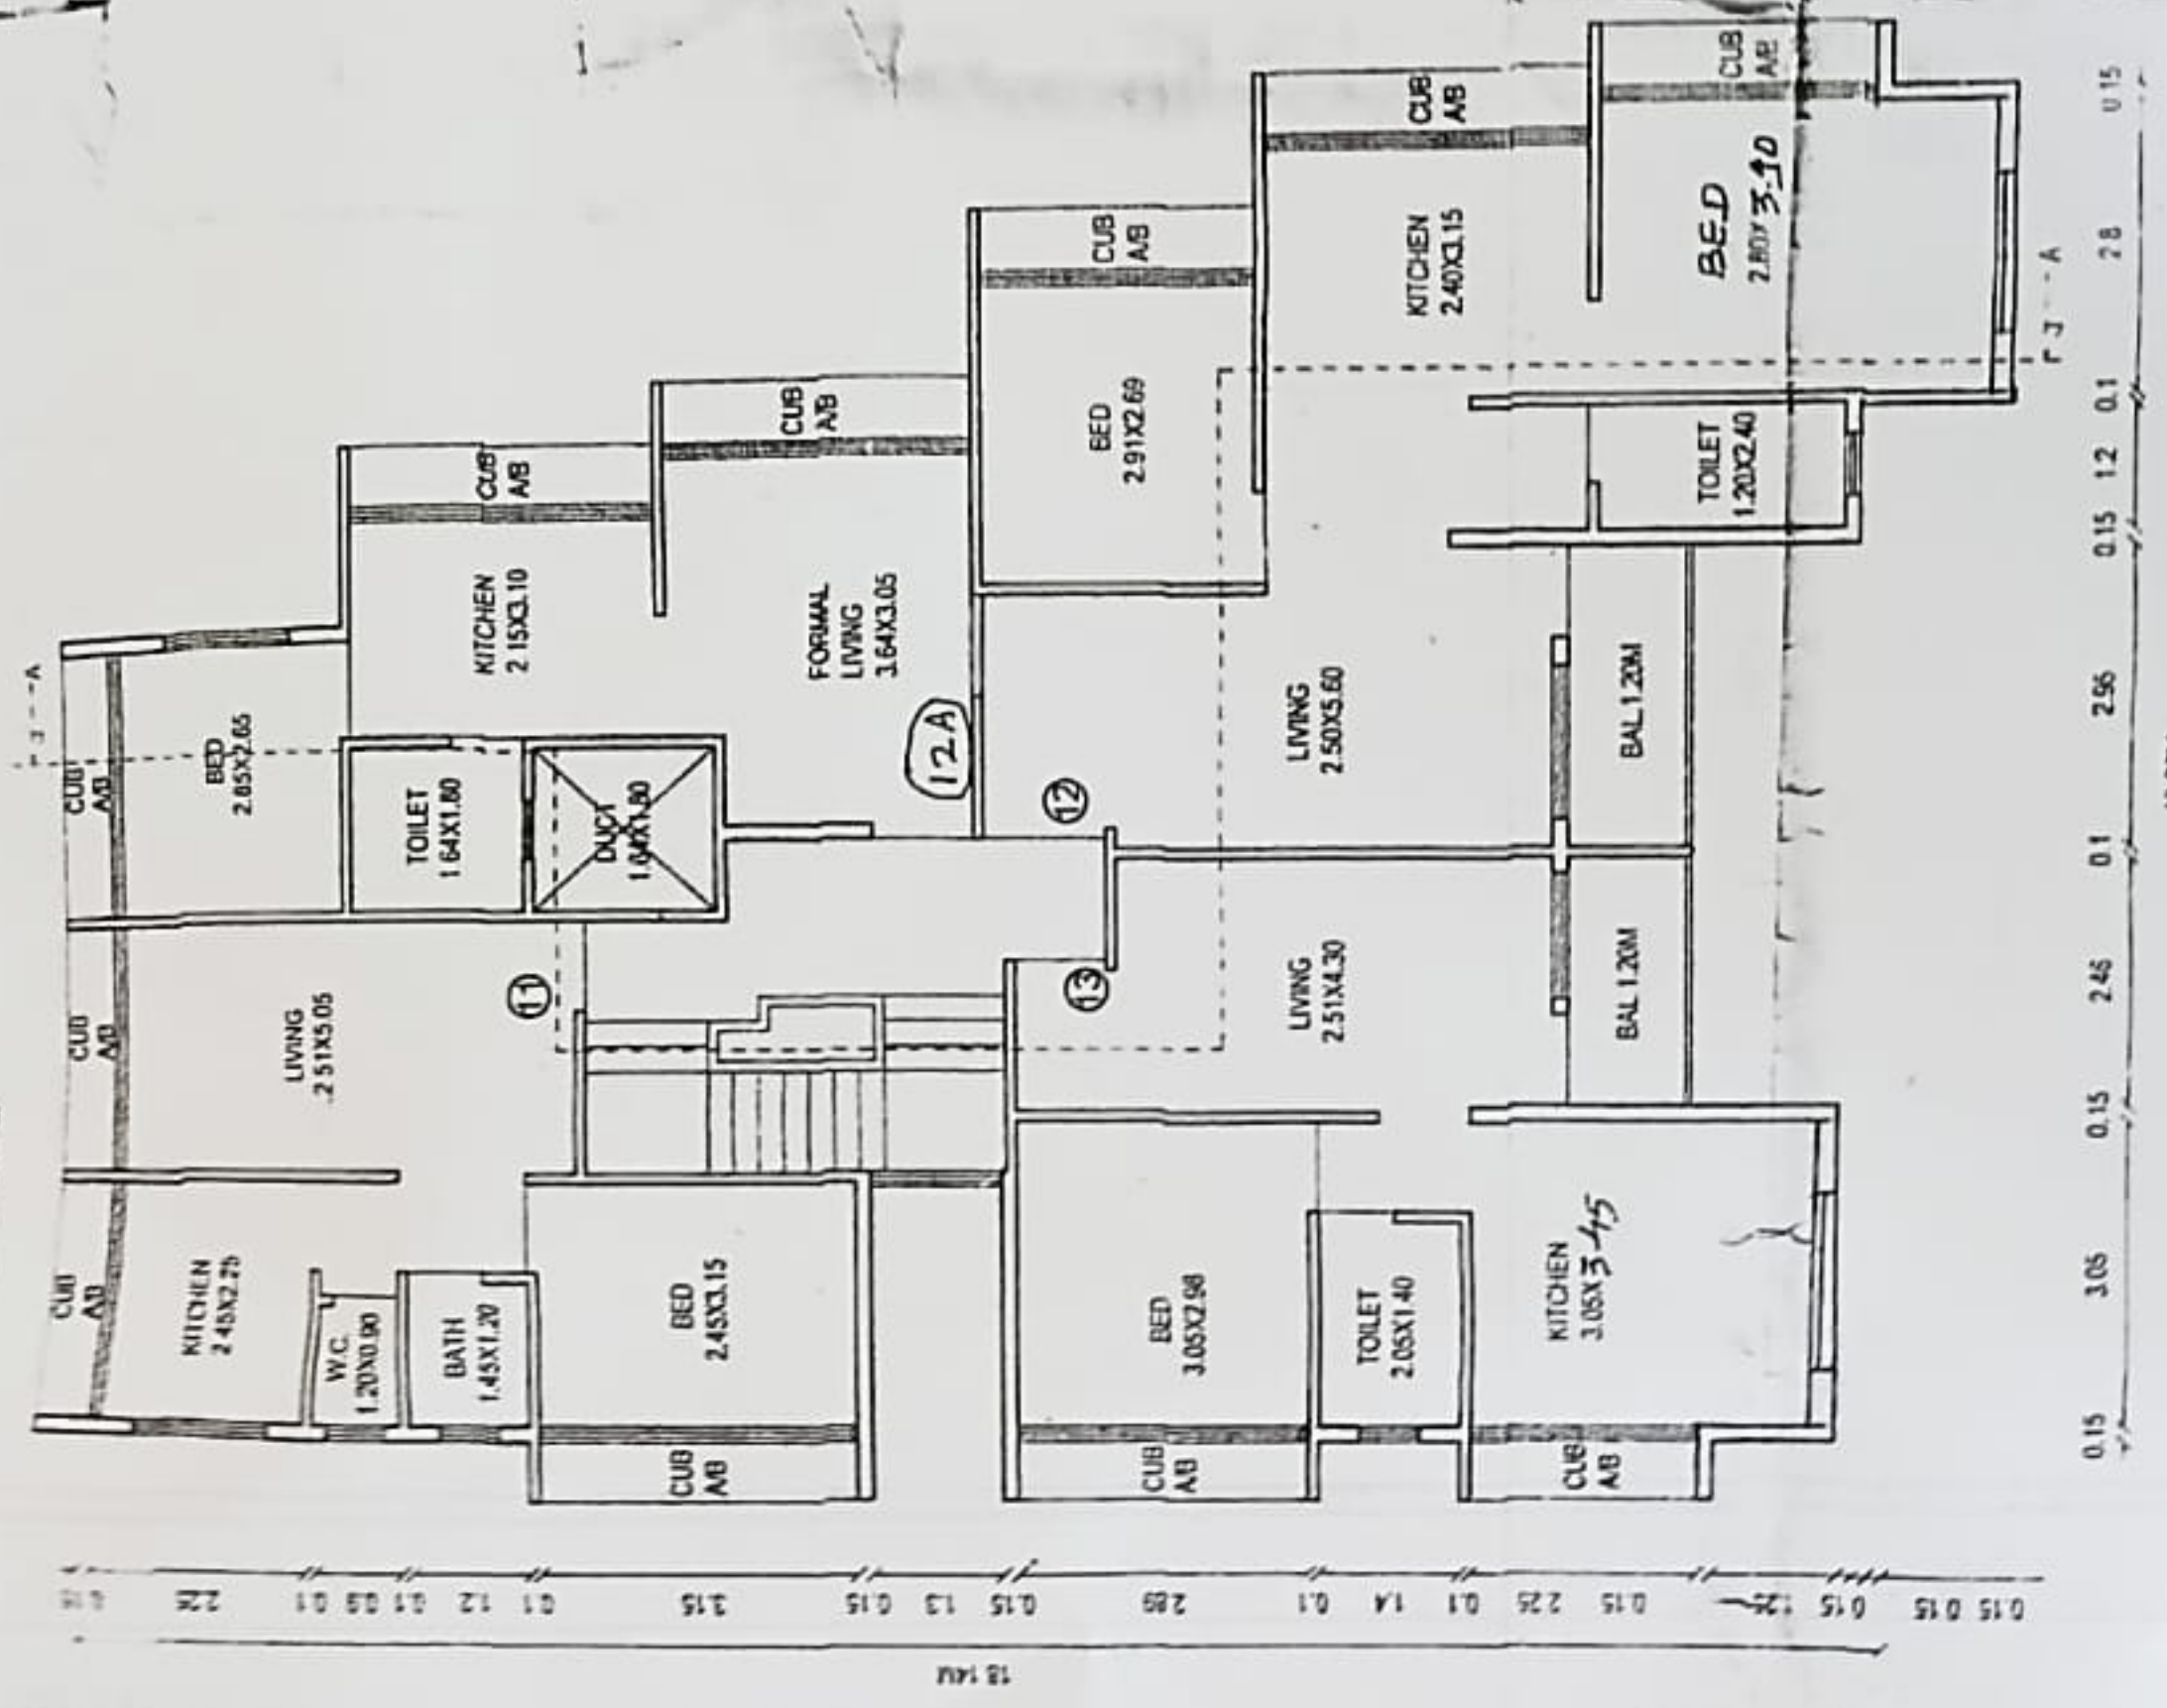 CUB
A/B
CUB
A/B
CUB
A/B
CUB
A/B
CUB
A/B
KITCHEN
2.40X3.15
BED
2.80X3.40
BED
2.91X2.69
TOILET
1.20X2.40
KITCHEN
2.15X3.10
FORMAL
LIVING
3.64X3.05
BED
2.85X2.65
CUB
TOILET
1.64X1.80
DUCT
12A
12
LIVING
2.50X5.60
BAL 1.20M
11
13
LIVING
2.51X5.05
CUB
LIVING
2.51X4.30
BAL 1.20M
CUB
KITCHEN
2.45X2.75
W.C.
1.20X0.90
BATH
1.45X1.20
BED
2.45X3.15
BED
3.05X2.98
TOILET
2.05X1.40
KITCHEN
3.05X3.45
CUB
A/B
CUB
A/B
CUB
A/B
A
A
0.15
2.8
0.1
1.2
0.15
2.95
0.1
2.45
0.15
3.05
0.15
0.1
0.9
0.1
1.2
0.1
3.15
0.15
1.3
0.15
2.89
0.1
1.4
0.1
2.25
0.15
0.15
0.15
0.15